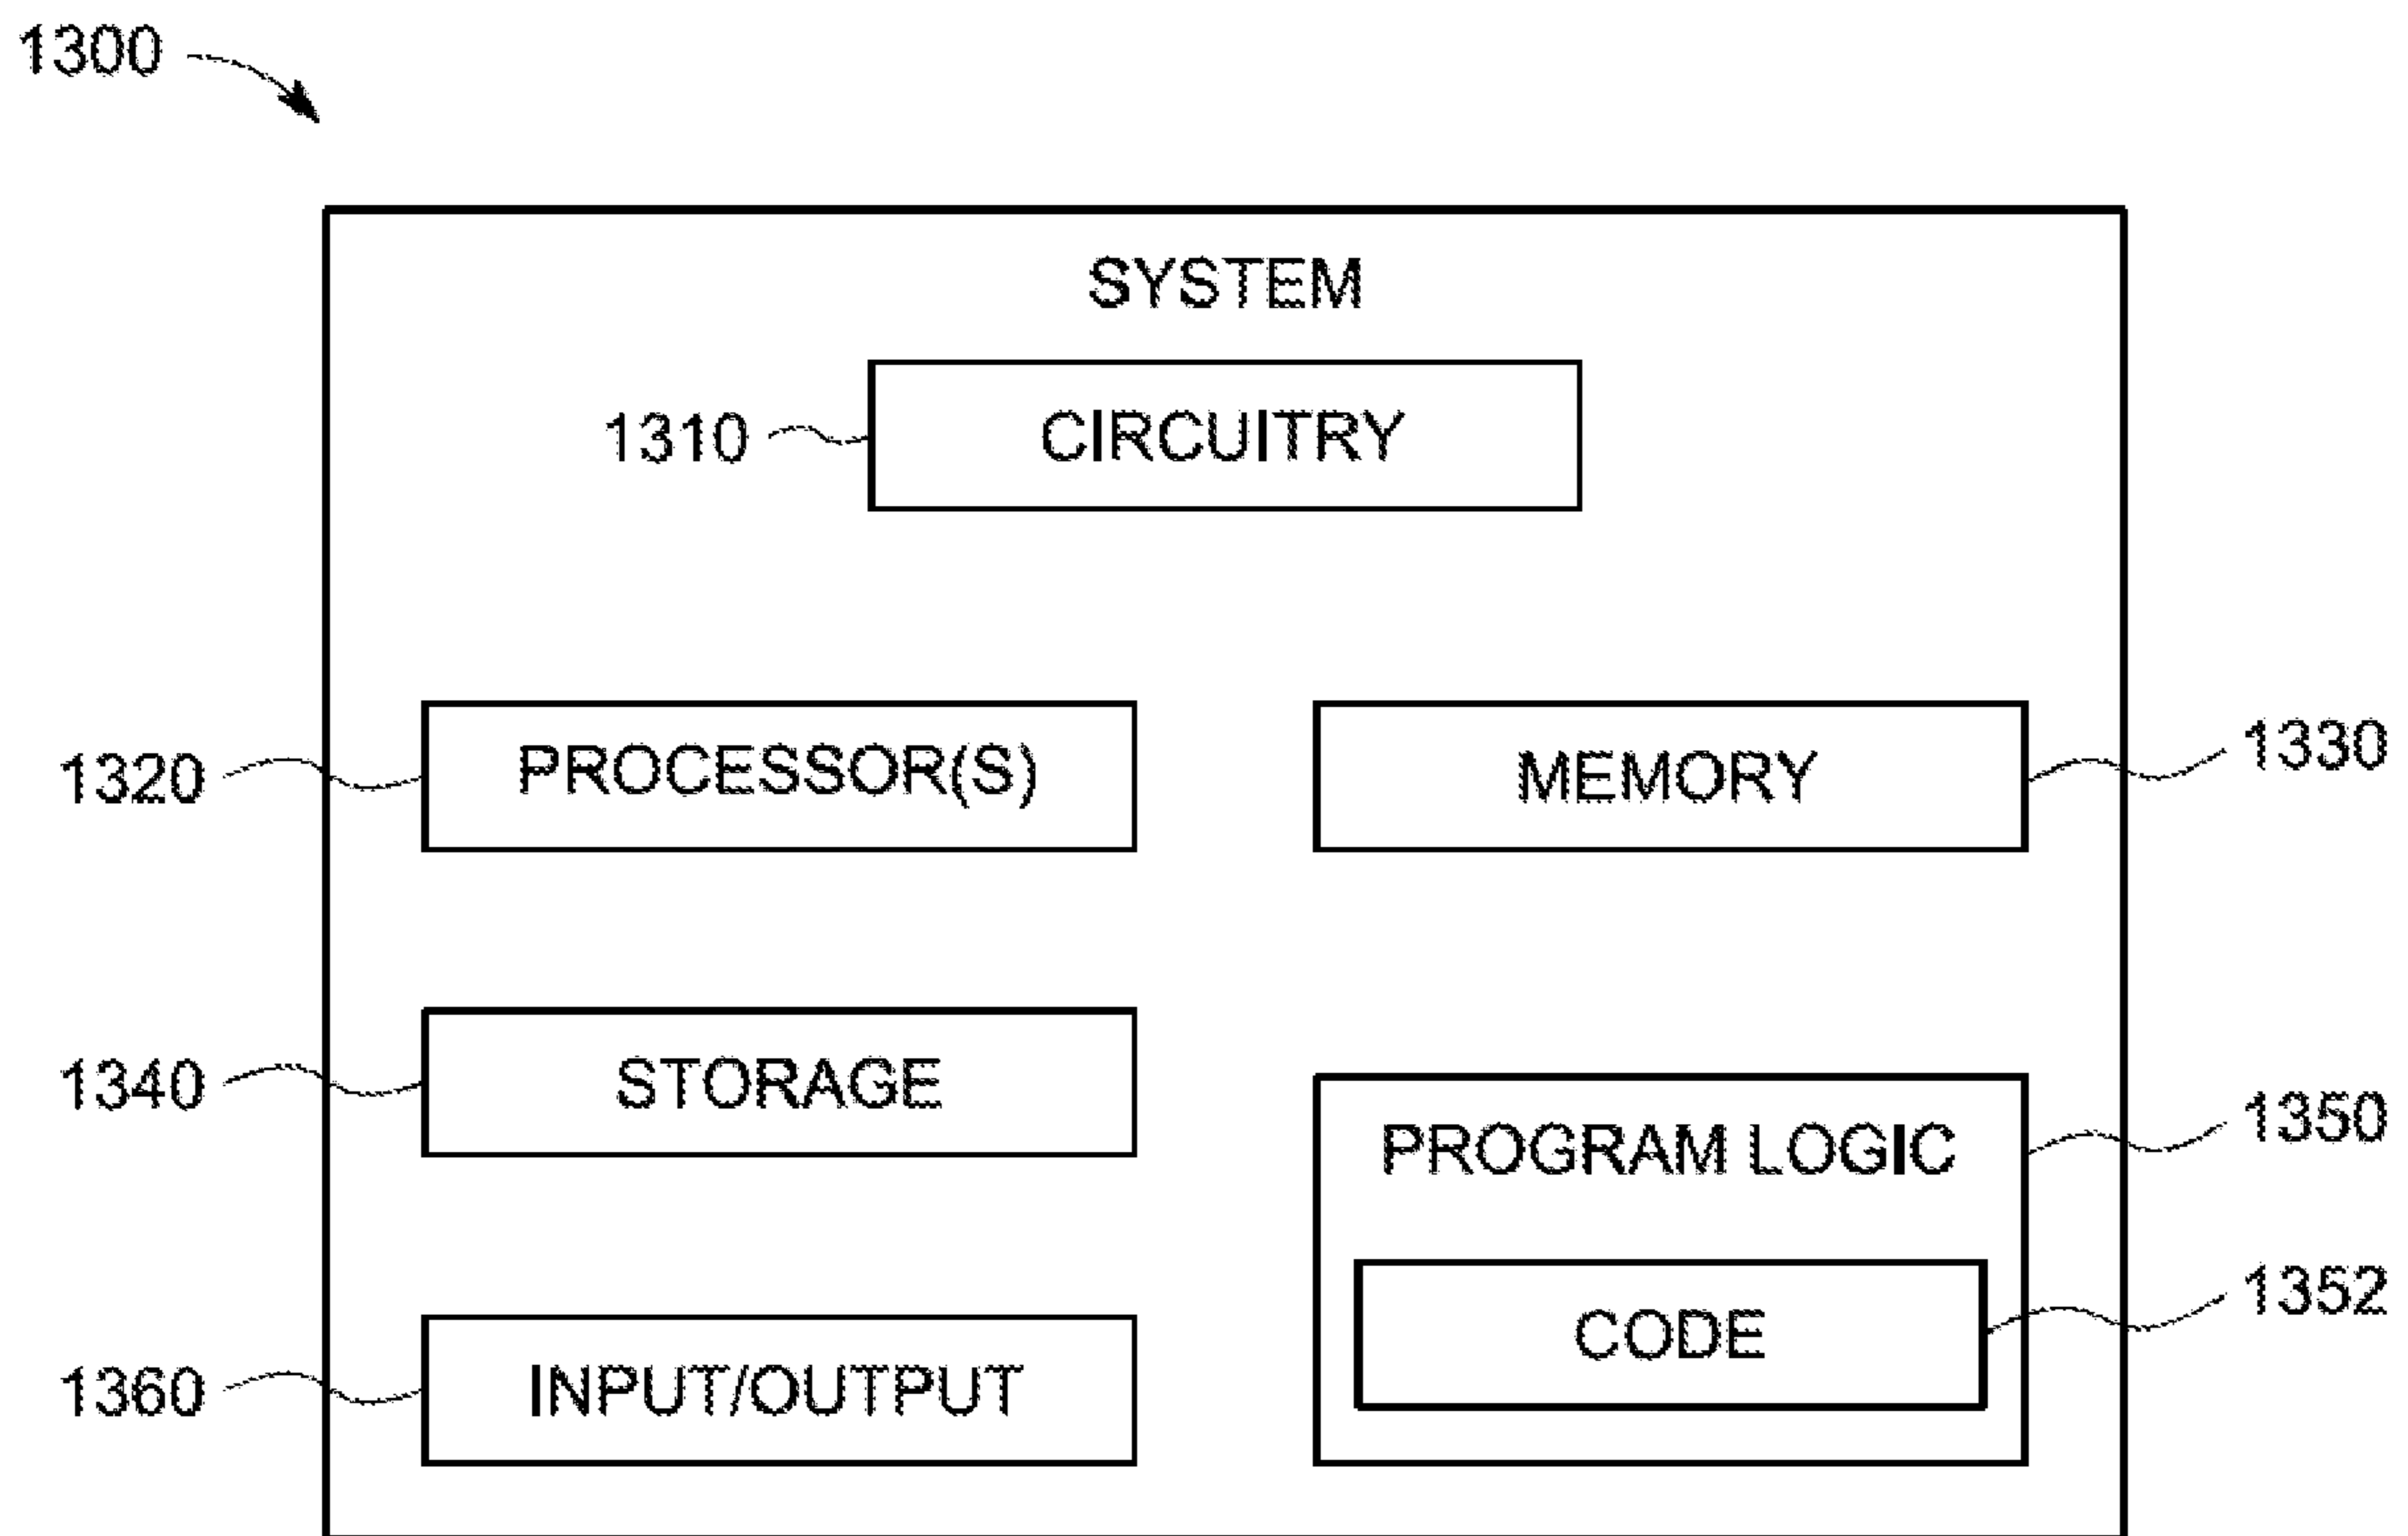 1300
SYSTEM
1310 CIRCUITRY
1320 PROCESSOR(S) MEMORY 1330
1340 STORAGE
PROGRAM LOGIC 1350
CODE 1352
1360 INPUT/OUTPUT